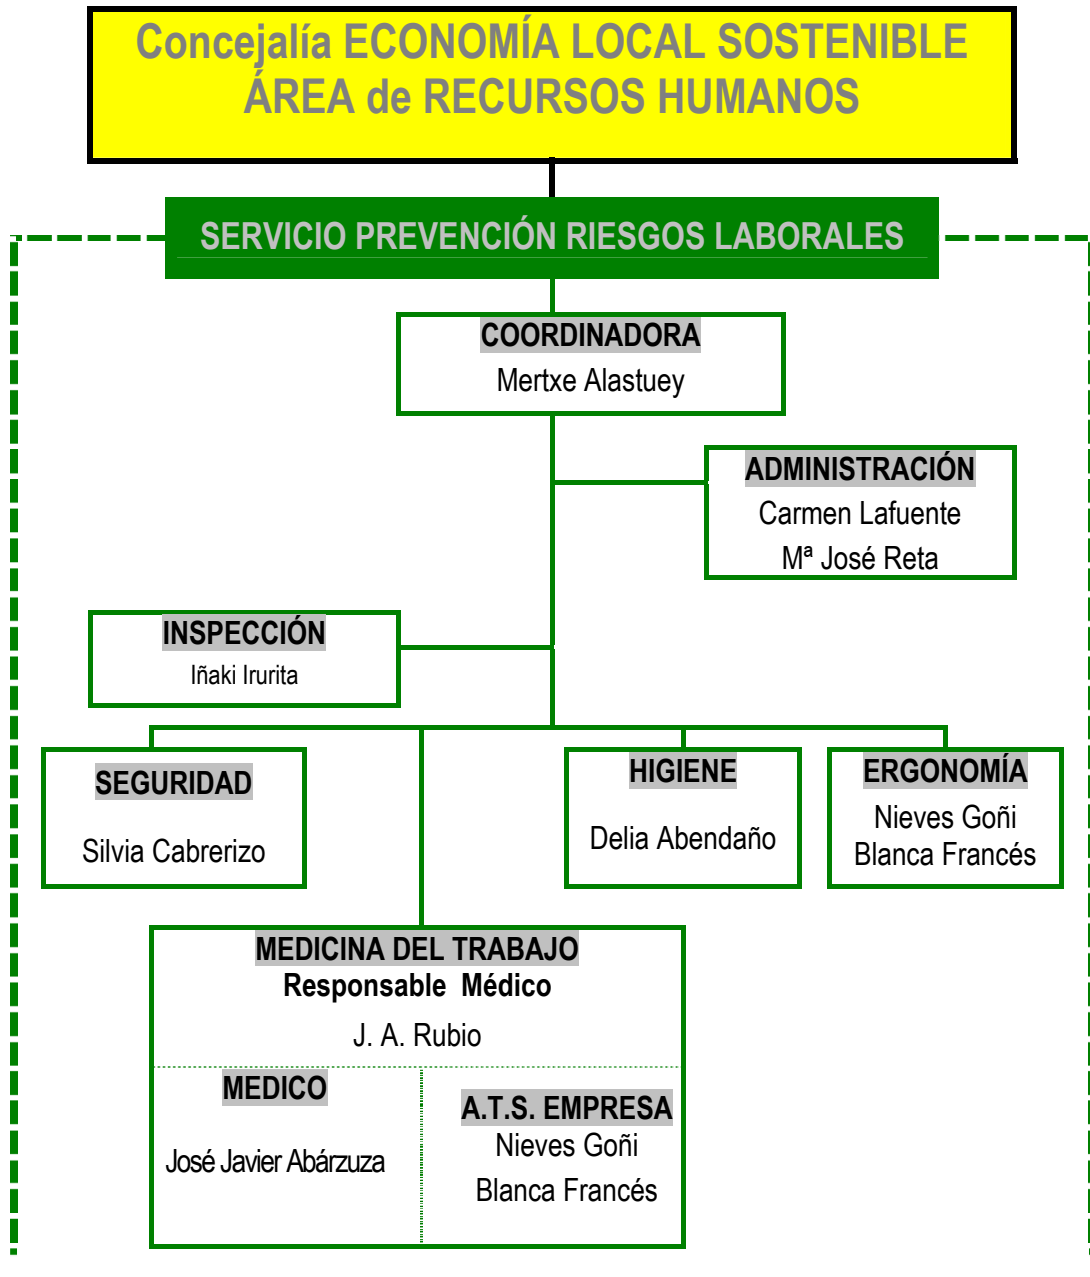 Concejalía ECONOMÍA LOCAL SOSTENIBLE
ÁREA de RECURSOS HUMANOS
SERVICIO PREVENCIÓN RIESGOS LABORALES
COORDINADORA
Mertxe Alastuey
ADMINISTRACIÓN
Carmen Lafuente
Mª José Reta
INSPECCIÓN
Iñaki Irurita
SEGURIDAD
Silvia Cabrerizo
HIGIENE
Delia Abendaño
ERGONOMÍA
Nieves Goñi
Blanca Francés
MEDICINA DEL TRABAJO
Responsable Médico
J. A. Rubio
MEDICO
José Javier Abárzuza
A.T.S. EMPRESA
Nieves Goñi
Blanca Francés